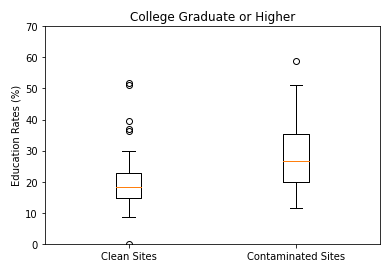 College Graduate or Higher
Education Rates (%)
70
60
50
40
30
20
10
0
Clean Sites
Contaminated Sites